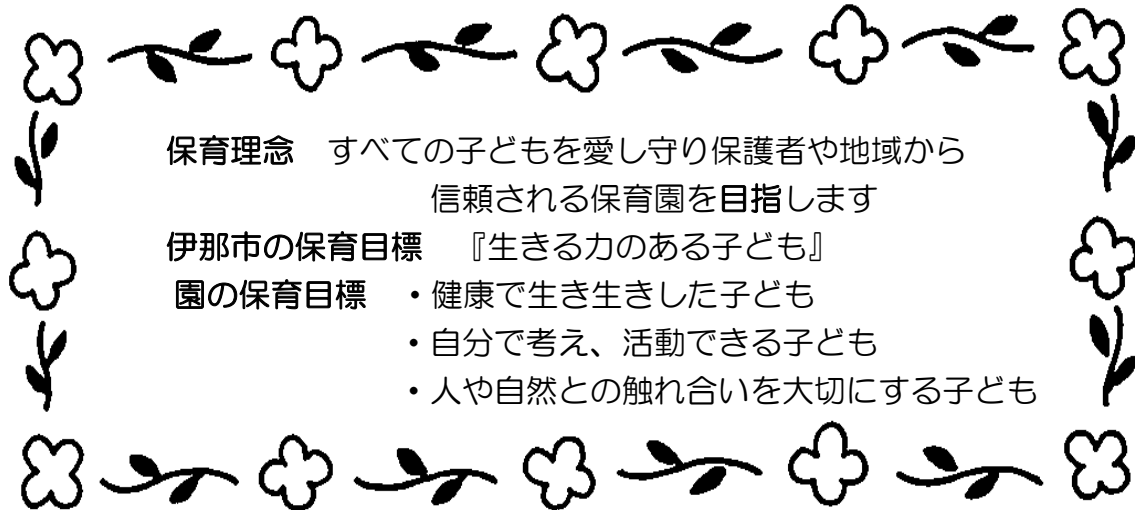 保育理念　すべての子どもを愛し守り保護者や地域から
信頼される保育園を目指します
伊那市の保育目標　『生きる力のある子ども』
園の保育目標　・健康で生き生きした子ども
・自分で考え、活動できる子ども
・人や自然との触れ合いを大切にする子ども